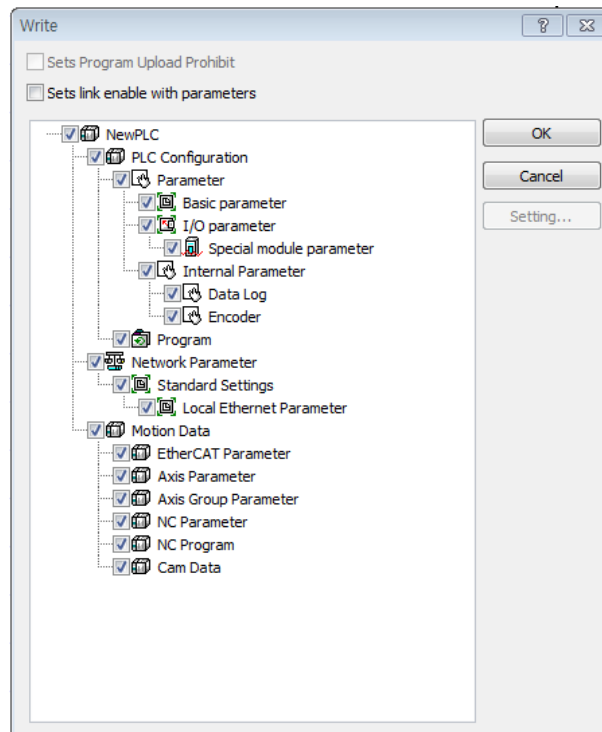 Write
Sets Program Upload Prohibit
Sets link enable with parameters
NewPLC
OK
PLC Configuration
Parameter
Cancel
Basic parameter
I/O parameter
Setting...
Special module parameter
Internal Parameter
Data Log
Encoder
Program
Network Parameter
Standard Settings
Local Ethernet Parameter
Motion Data
EtherCAT Parameter
Axis Parameter
Axis Group Parameter
NC Parameter
NC Program
Cam Data